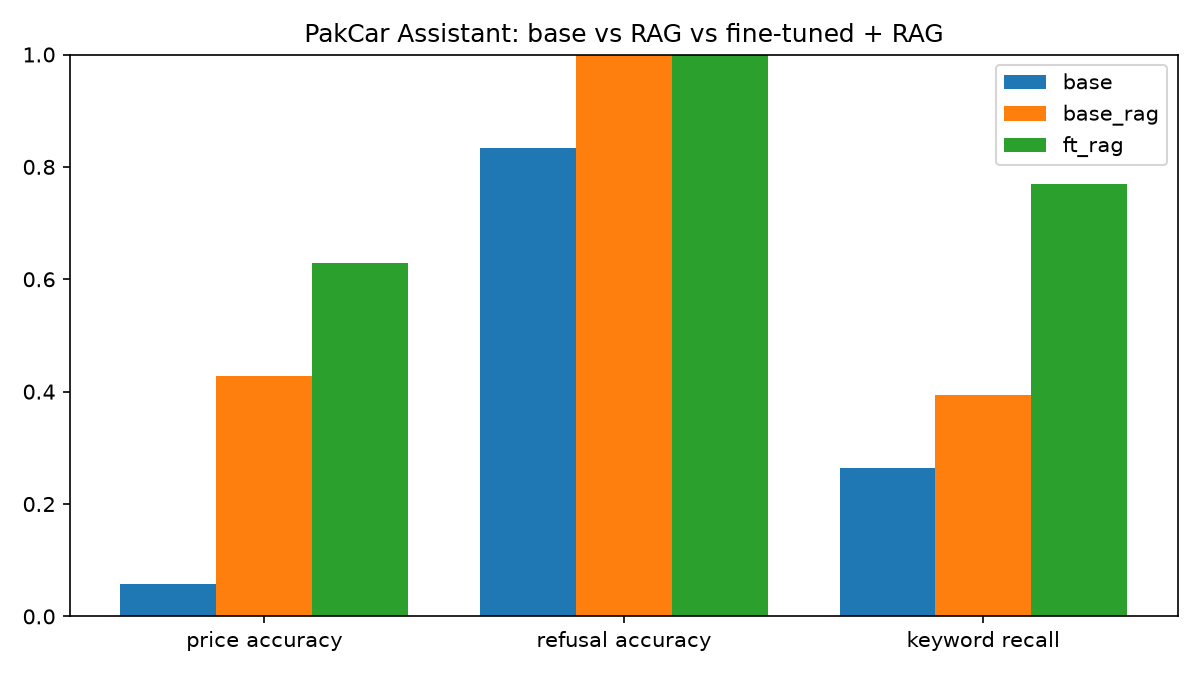 PakCar Assistant: base vs RAG vs fine-tuned + RAG
1.0
0.8
0.6
0.4
0.2
0.0
base
base_rag
ft_rag
price accuracy
refusal accuracy
keyword recall